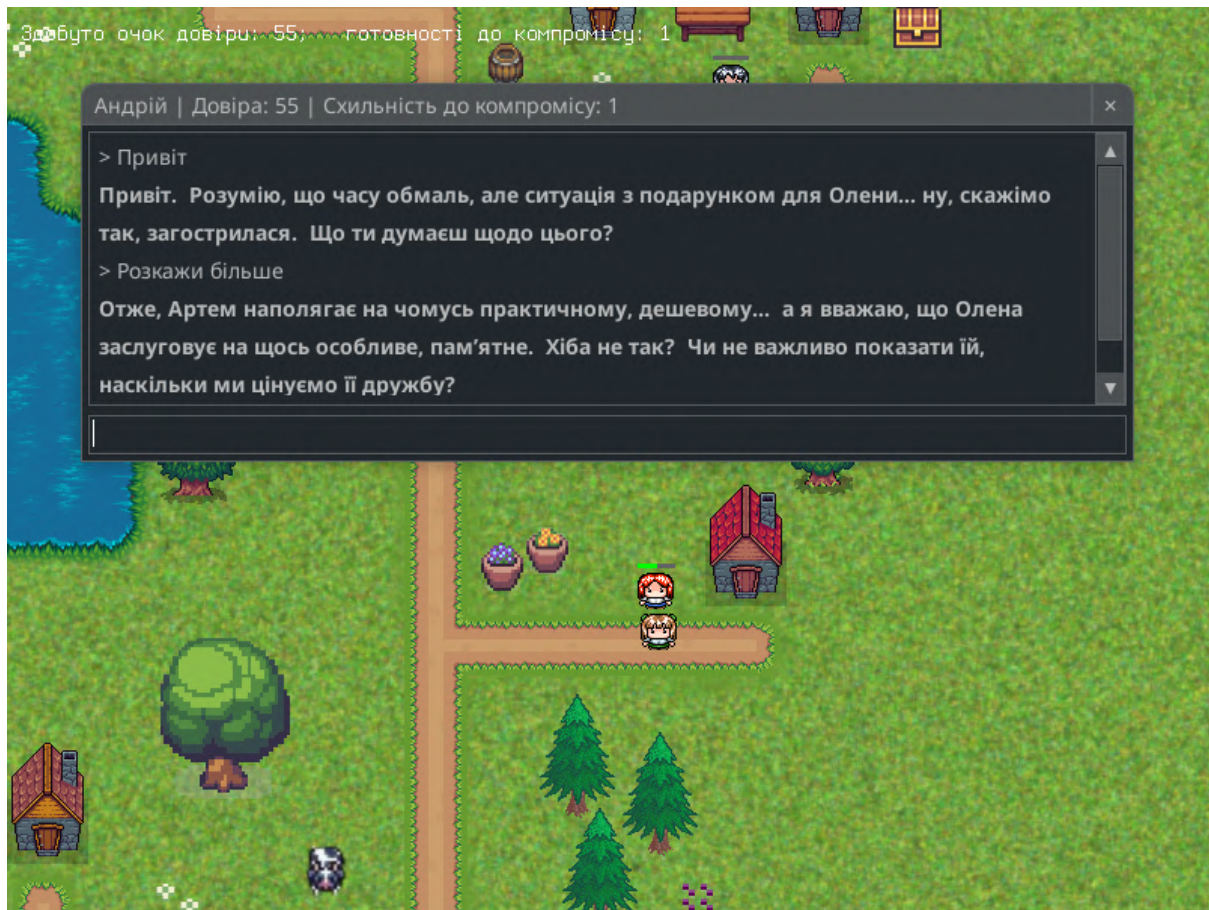 Здобуто очок довіри: 55; готовності до компромісу: 1
Андрій | Довіра: 55 | Схильність до компромісу: 1
> Привіт
Привіт. Розумію, що часу обмаль, але ситуація з подарунком для Олени... ну, скажімо
так, загострилася. Що ти думаєш щодо цього?
> Розкажи більше
Отже, Артем наполягає на чомусь практичному, дешевому... а я вважаю, що Олена
заслуговує на щось особливе, пам’ятне. Хіба не так? Чи не важливо показати їй,
наскільки ми цінуємо її дружбу?